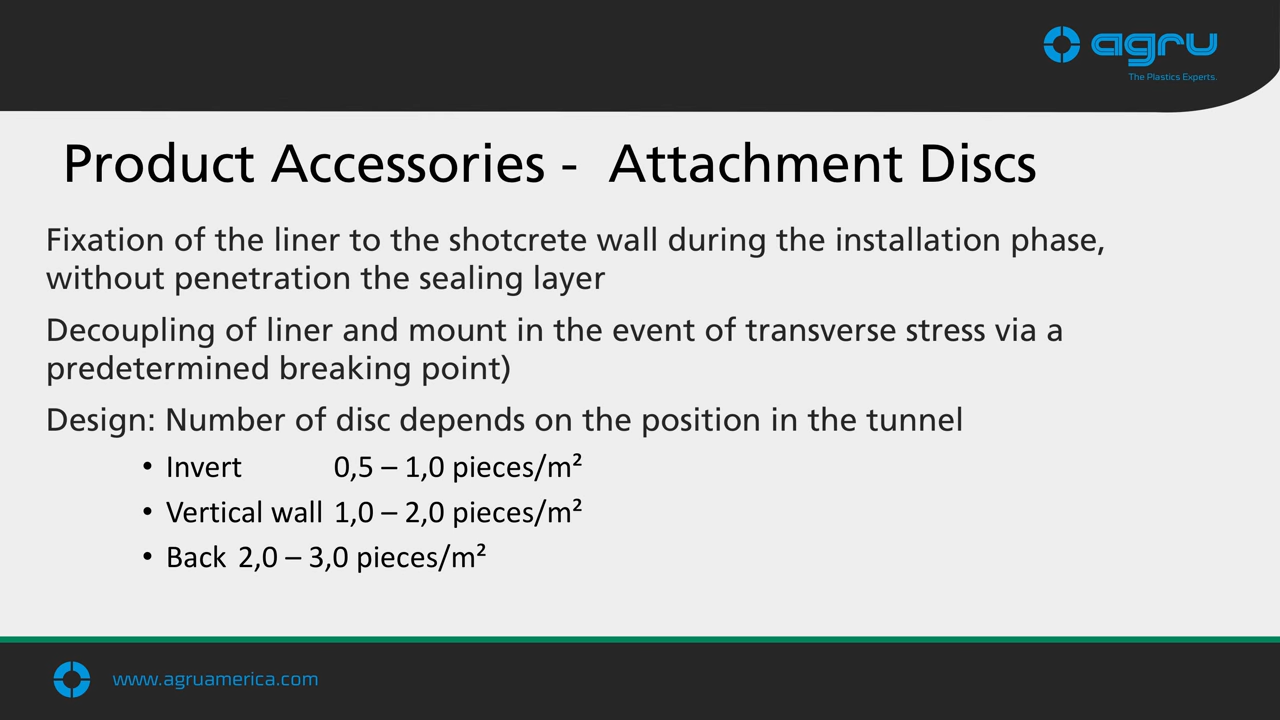 agru
The Plastics Experts.
Product Accessories -  Attachment Discs
Fixation of the liner to the shotcrete wall during the installation phase,
without penetration the sealing layer
Decoupling of liner and mount in the event of transverse stress via a
predetermined breaking point)
Design: Number of disc depends on the position in the tunnel
• Invert 0,5 – 1,0 pieces/m²
• Vertical wall 1,0 – 2,0 pieces/m²
• Back 2,0 – 3,0 pieces/m²
www.agruamerica.com